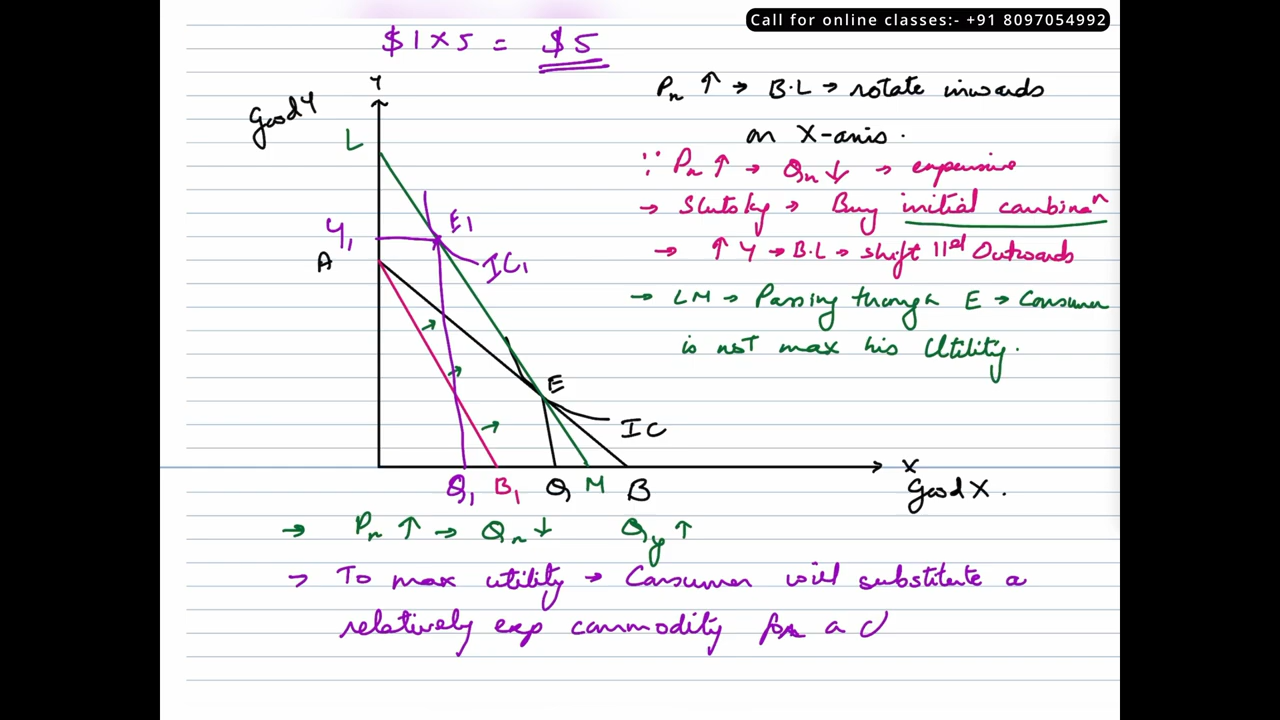 Call for online classes:- +91 8097054992
$1 × 5 = $5
Y
Good Y
L
Y1
A
E1
IC1
E
IC
Q1 B1 Q M B
X
Good X.
Px ↑ → B.L → rotate inwards
on X-axis.
∵ Px ↑ → Qx ↓ → expensive
→ Slutsky → Buy initial combinaⁿ
→ ↑ Y → B.L → shift ||el Outwards
→ LM → Passing through E → Consumer
is not max his Utility.
→ Px ↑ → Qx ↓ Qy ↑
→ To max utility → Consumer will substitute a
relatively exp commodity for a C